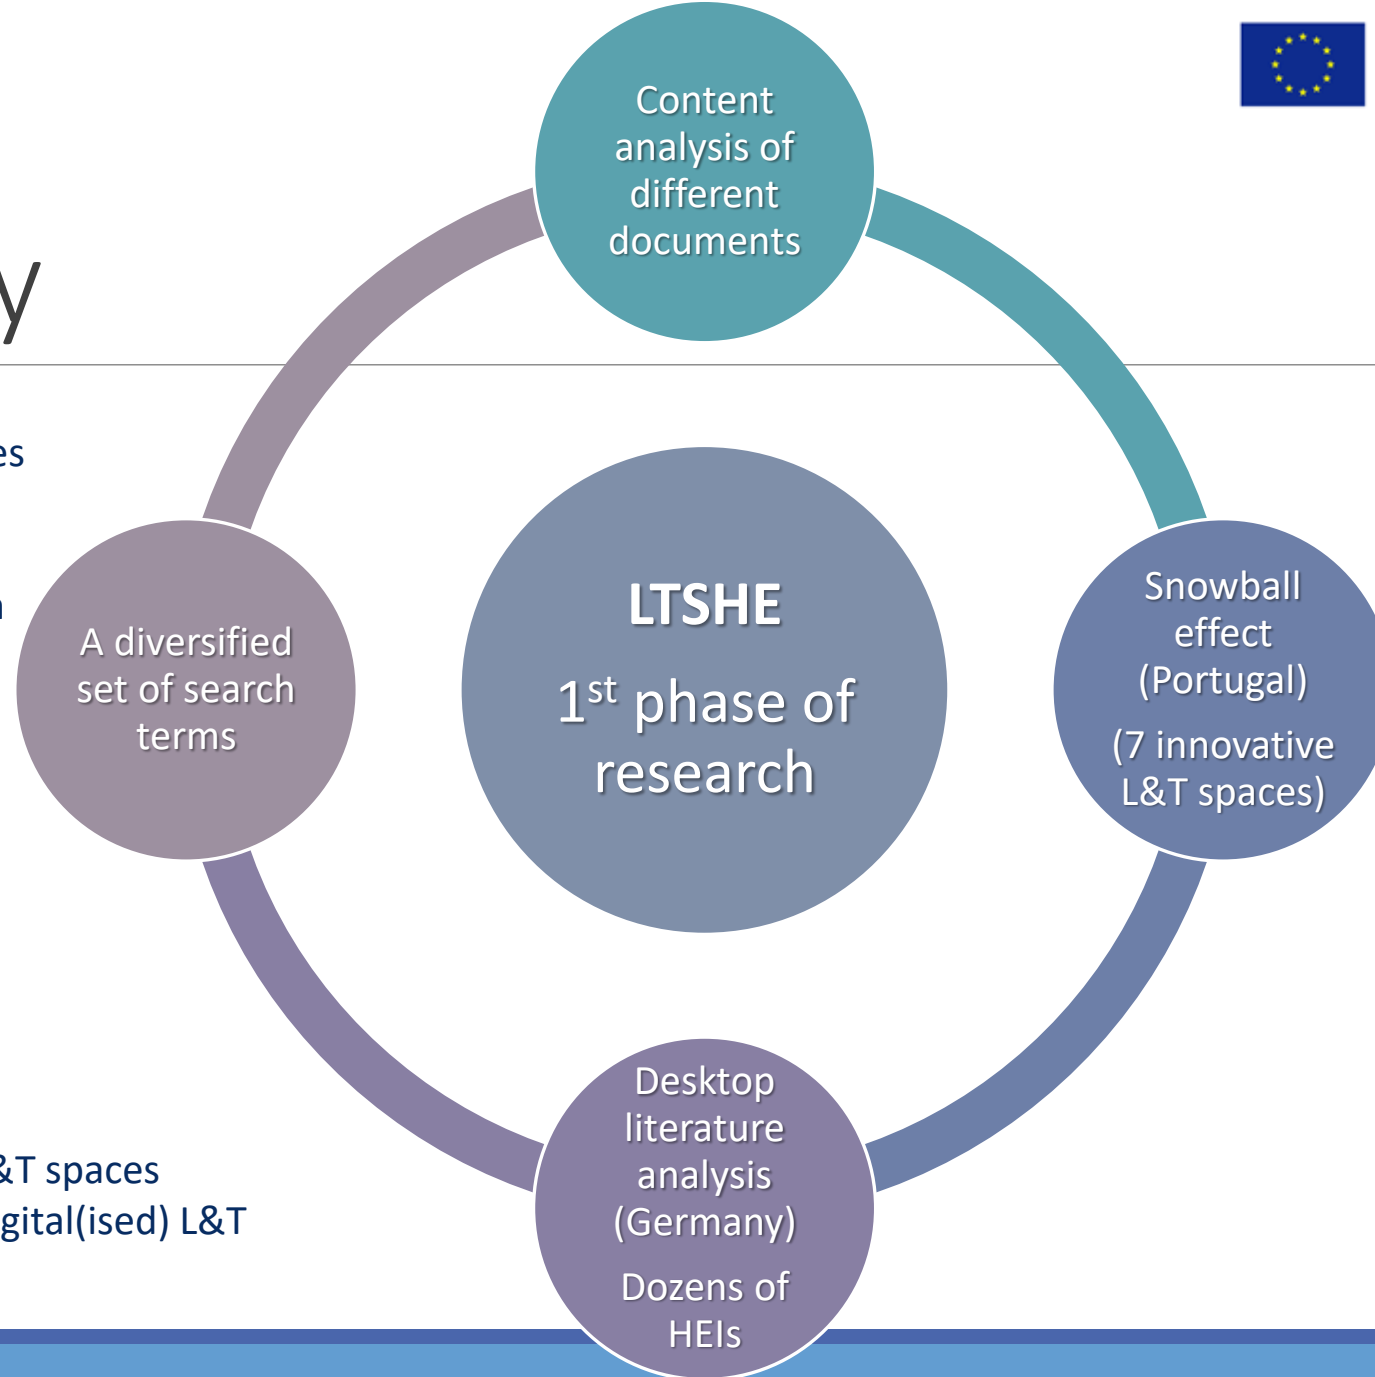 y
es
Content
analysis of
different
documents
A diversified
set of search
terms
LTSHE
1st phase of
research
Snowball
effect
(Portugal)
(7 innovative
L&T spaces)
Desktop
literature
analysis
(Germany)
Dozens of
HEIs
&T spaces
gital(ised) L&T